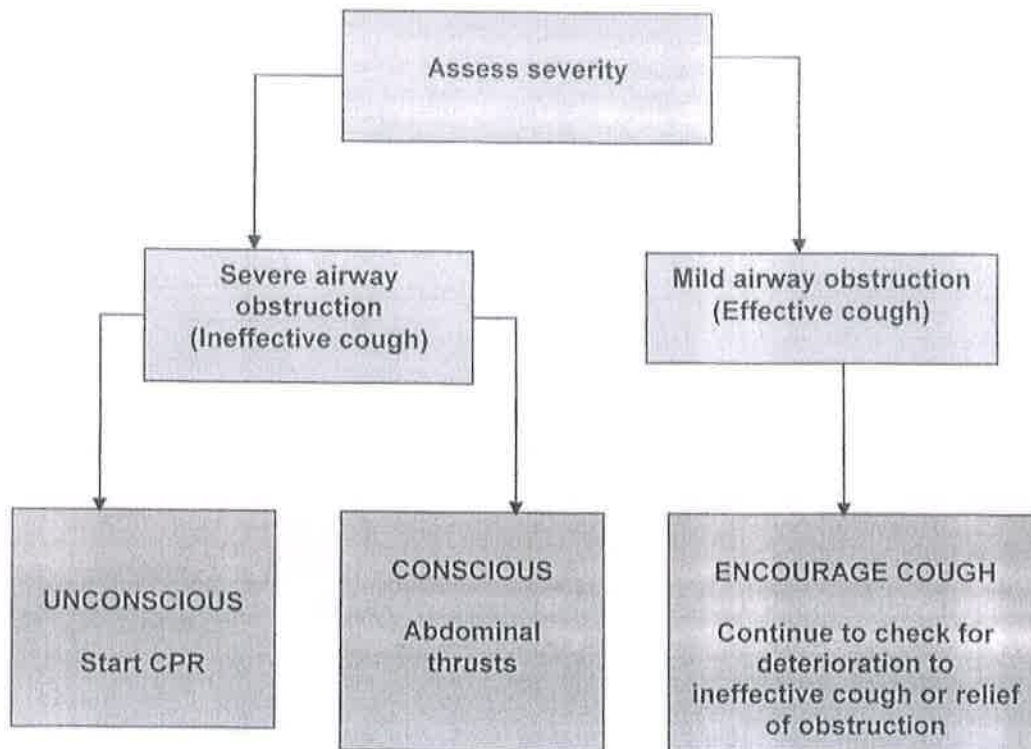 Assess severity
Severe airway
obstruction
(Ineffective cough)
Mild airway obstruction
(Effective cough)
UNCONSCIOUS
Start CPR
CONSCIOUS
Abdominal
thrusts
ENCOURAGE COUGH
Continue to check for
deterioration to
ineffective cough or relief
of obstruction